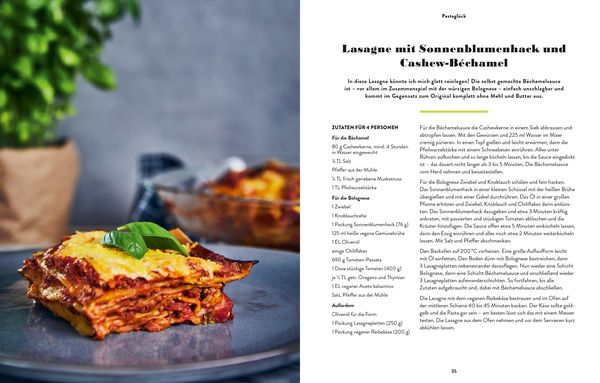 Pastaglück
Lasagne mit Sonnenblumenhack und
Cashew-Béchamel
In diese Lasagne könnte ich mich glatt reinlegen! Die selbst gemachte Béchamelsauce
ist – vor allem im Zusammenspiel mit der würzigen Bolognese – einfach unschlagbar und
kommt im Gegensatz zum Original komplett ohne Mehl und Butter aus.
ZUTATEN FÜR 4 PERSONEN
Für die Béchamel
80 g Cashewkerne, mind. 4 Stunden
in Wasser eingeweicht
½ TL Salz
Pfeffer aus der Mühle
¼ TL frisch geriebene Muskatnuss
1 TL Pfeilwurzelstärke
Für die Bolognese
1 Zwiebel
1 Knoblauchzehe
1 Packung Sonnenblumenhack (76 g)
125 ml heiße vegane Gemüsebrühe
1 EL Olivenöl
einige Chiliflakes
690 g Tomaten-Passata
1 Dose stückige Tomaten (400 g)
je ½ TL getr. Oregano und Thymian
1 EL veganer Aceto balsamico
Salz, Pfeffer aus der Mühle
Außerdem
Olivenöl für die Form
1 Packung Lasagneplatten (250 g)
1 Packung veganer Reibekäse (200 g)
Für die Béchamelsauce die Cashewkerne in einem Sieb abbrausen und
abtropfen lassen. Mit den Gewürzen und 225 ml Wasser im Mixer
cremig pürieren. In einen Topf gießen und leicht erwärmen, dann die
Pfeilwurzelstärke mit einem Schneebesen einrühren. Alles unter
Rühren aufkochen und so lange köcheln lassen, bis die Sauce eingedickt
ist – das dauert nicht länger als 3 bis 5 Minuten. Die Béchamelsauce
vom Herd nehmen und beiseitestellen.
Für die Bolognese Zwiebel und Knoblauch schälen und fein hacken.
Das Sonnenblumenhack in einer kleinen Schüssel mit der heißen Brühe
übergießen und mit einer Gabel durchrühren. Das Öl in einer großen
Pfanne erhitzen und Zwiebel, Knoblauch und Chiliflakes darin andüns-
ten. Das Sonnenblumenhack dazugeben und etwa 3 Minuten kräftig
anbraten, mit passierten und stückigen Tomaten ablöschen und die
Kräuter hinzufügen. Die Sauce offen etwa 5 Minuten einköcheln lassen,
dann den Essig einrühren und alles noch etwa 2 Minuten weiterköcheln
lassen. Mit Salz und Pfeffer abschmecken.
Den Backofen auf 200 °C vorheizen. Eine große Auflaufform leicht
mit Öl einfetten. Den Boden dünn mit Bolognese bestreichen, dann
3 Lasagneplatten nebeneinander darauflegen. Nun wieder eine Schicht
Bolognese, dann eine Schicht Béchamelsauce und anschließend wieder
3 Lasagneplatten aufeinanderschichten. So fortfahren, bis alle
Zutaten aufgebraucht sind, dabei mit Béchamelsauce abschließen.
Die Lasagne mit dem veganen Reibekäse bestreuen und im Ofen auf
der mittleren Schiene 40 bis 45 Minuten backen. Der Käse sollte gold-
gelb und die Pasta gar sein – am besten lässt sich das mit einem Messer
testen. Die Lasagne aus dem Ofen nehmen und vor dem Servieren kurz
abkühlen lassen.
35